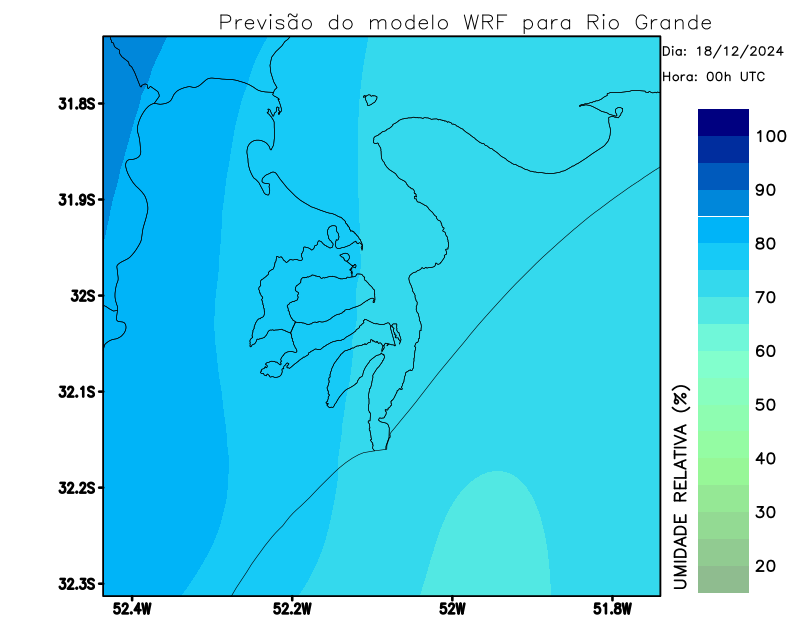 Previsão do modelo WRF para Rio Grande
Dia: 18/12/2024
Hora: 00h UTC
31.8S
31.9S
32S
32.1S
32.2S
32.3S
52.4W
52.2W
52W
51.8W
100
90
80
70
60
50
40
30
20
UMIDADE RELATIVA (%)